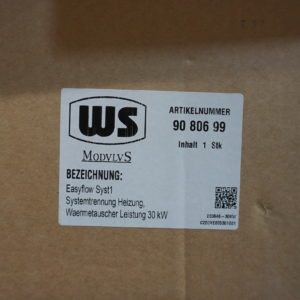 WS
MODVLVS
ARTIKELNUMMER
90 806 99
Inhalt 1 Stk
BEZEICHNUNG:
Easyflow Syst1
Systemtrennung Heizung,
Waermetauscher Leistung 30 kW